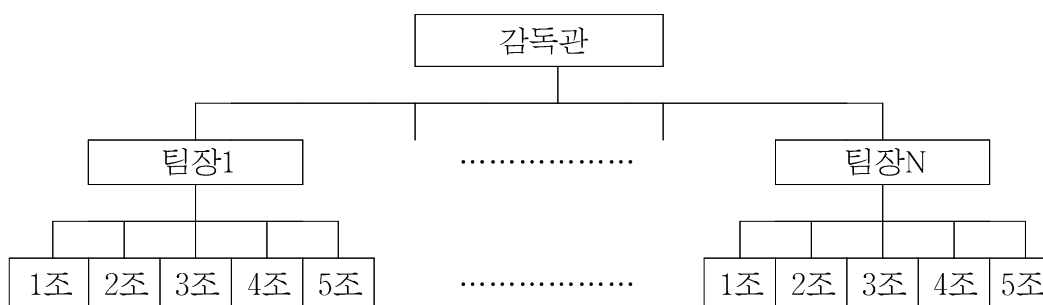 감독관
팀장1 ……………… 팀장N
1조 2조 3조 4조 5조 ……………… 1조 2조 3조 4조 5조